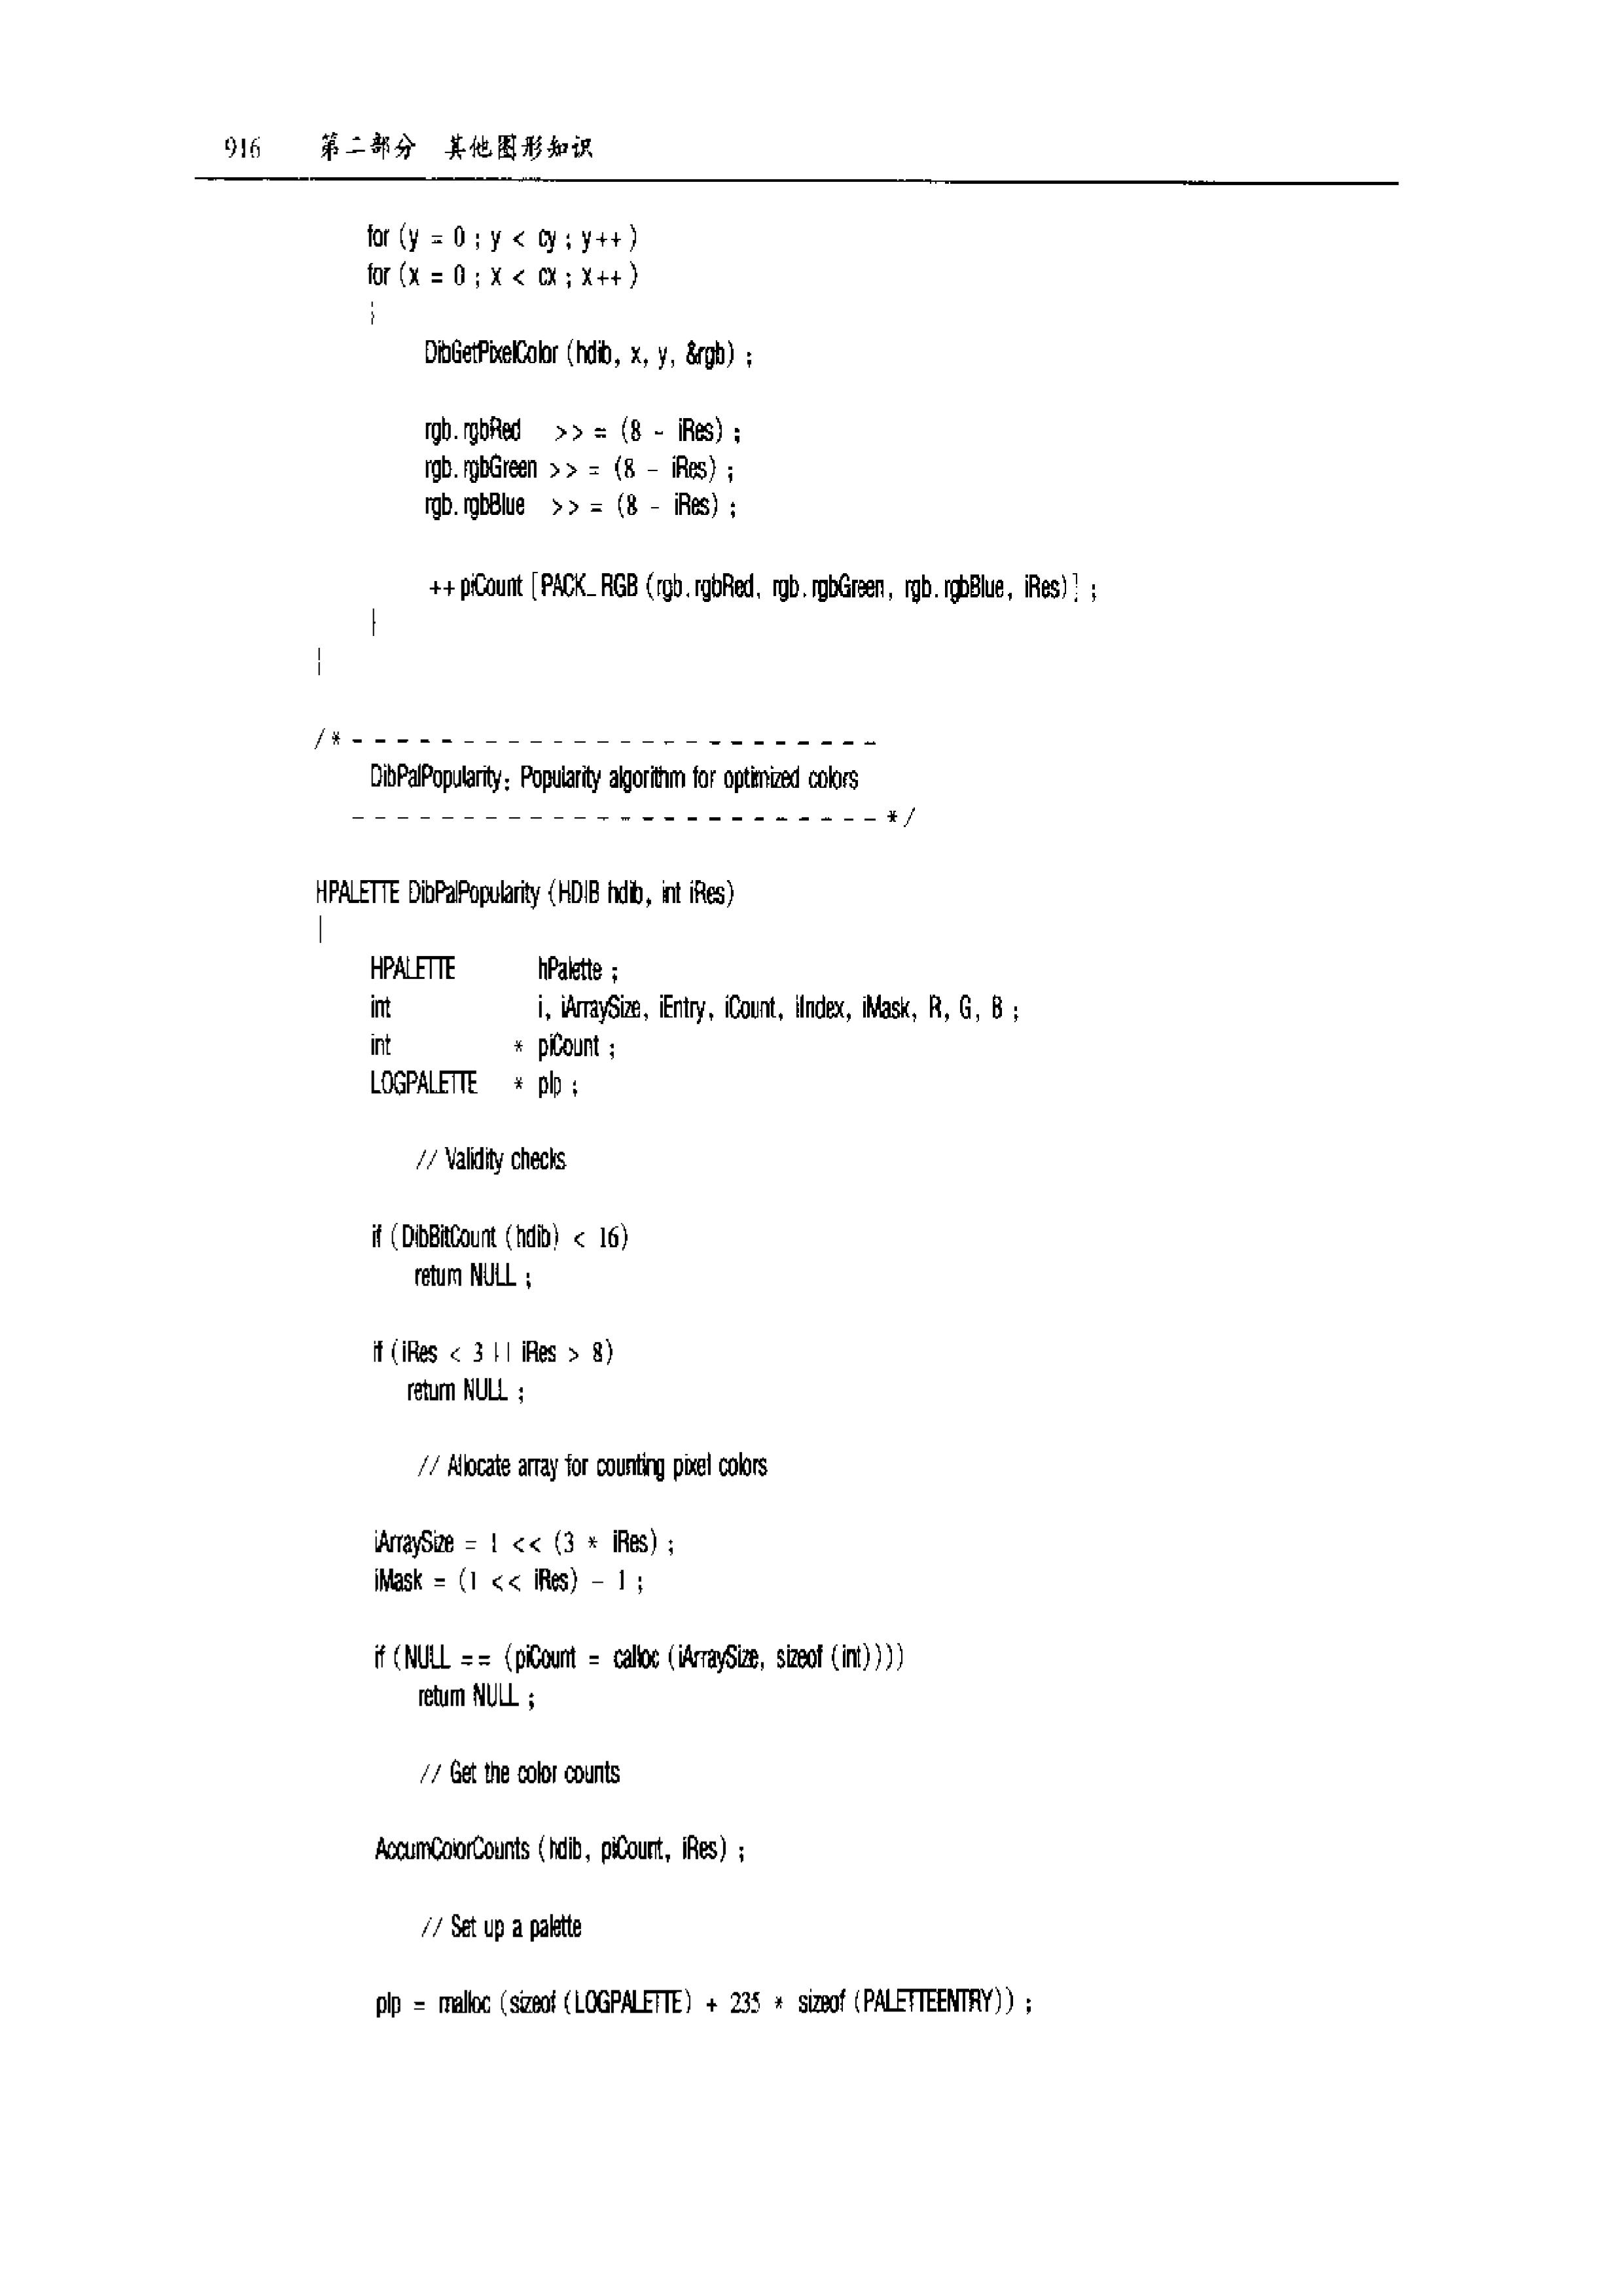 916 第二部分 其他图形知识
for (y = 0 ; y < cy ; y++ )
for (x = 0 ; x < cx ; x++ )
{
DibGetPixelColor (hdib, x, y, &rgb) ;
rgb.rgbRed >> = (8 - iRes) ;
rgb.rgbGreen >> = (8 - iRes) ;
rgb.rgbBlue >> = (8 - iRes) ;
++ piCount [PACK_RGB (rgb.rgbRed, rgb.rgbGreen, rgb.rgbBlue, iRes)] ;
}
}
/* - - - - - - - - - - - - - - - - - - - - - - - -
DibPalPopularity: Popularity algorithm for optimized colors
- - - - - - - - - - - - - - - - - - - - - - - - */
HPALETTE DibPalPopularity (HDIB hdib, int iRes)
{
HPALETTE hPalette ;
int i, iArraySize, iEntry, iCount, iIndex, iMask, R, G, B ;
int * piCount ;
LOGPALETTE * plp ;
// Validity checks
if (DibBitCount (hdib) < 16)
return NULL ;
if (iRes < 3 || iRes > 8)
return NULL ;
// Allocate array for counting pixel colors
iArraySize = 1 << (3 * iRes) ;
iMask = (1 << iRes) - 1 ;
if (NULL == (piCount = calloc (iArraySize, sizeof (int))))
return NULL ;
// Get the color counts
AccumColorCounts (hdib, piCount, iRes) ;
// Set up a palette
plp = malloc (sizeof (LOGPALETTE) + 235 * sizeof (PALETTEENTRY)) ;